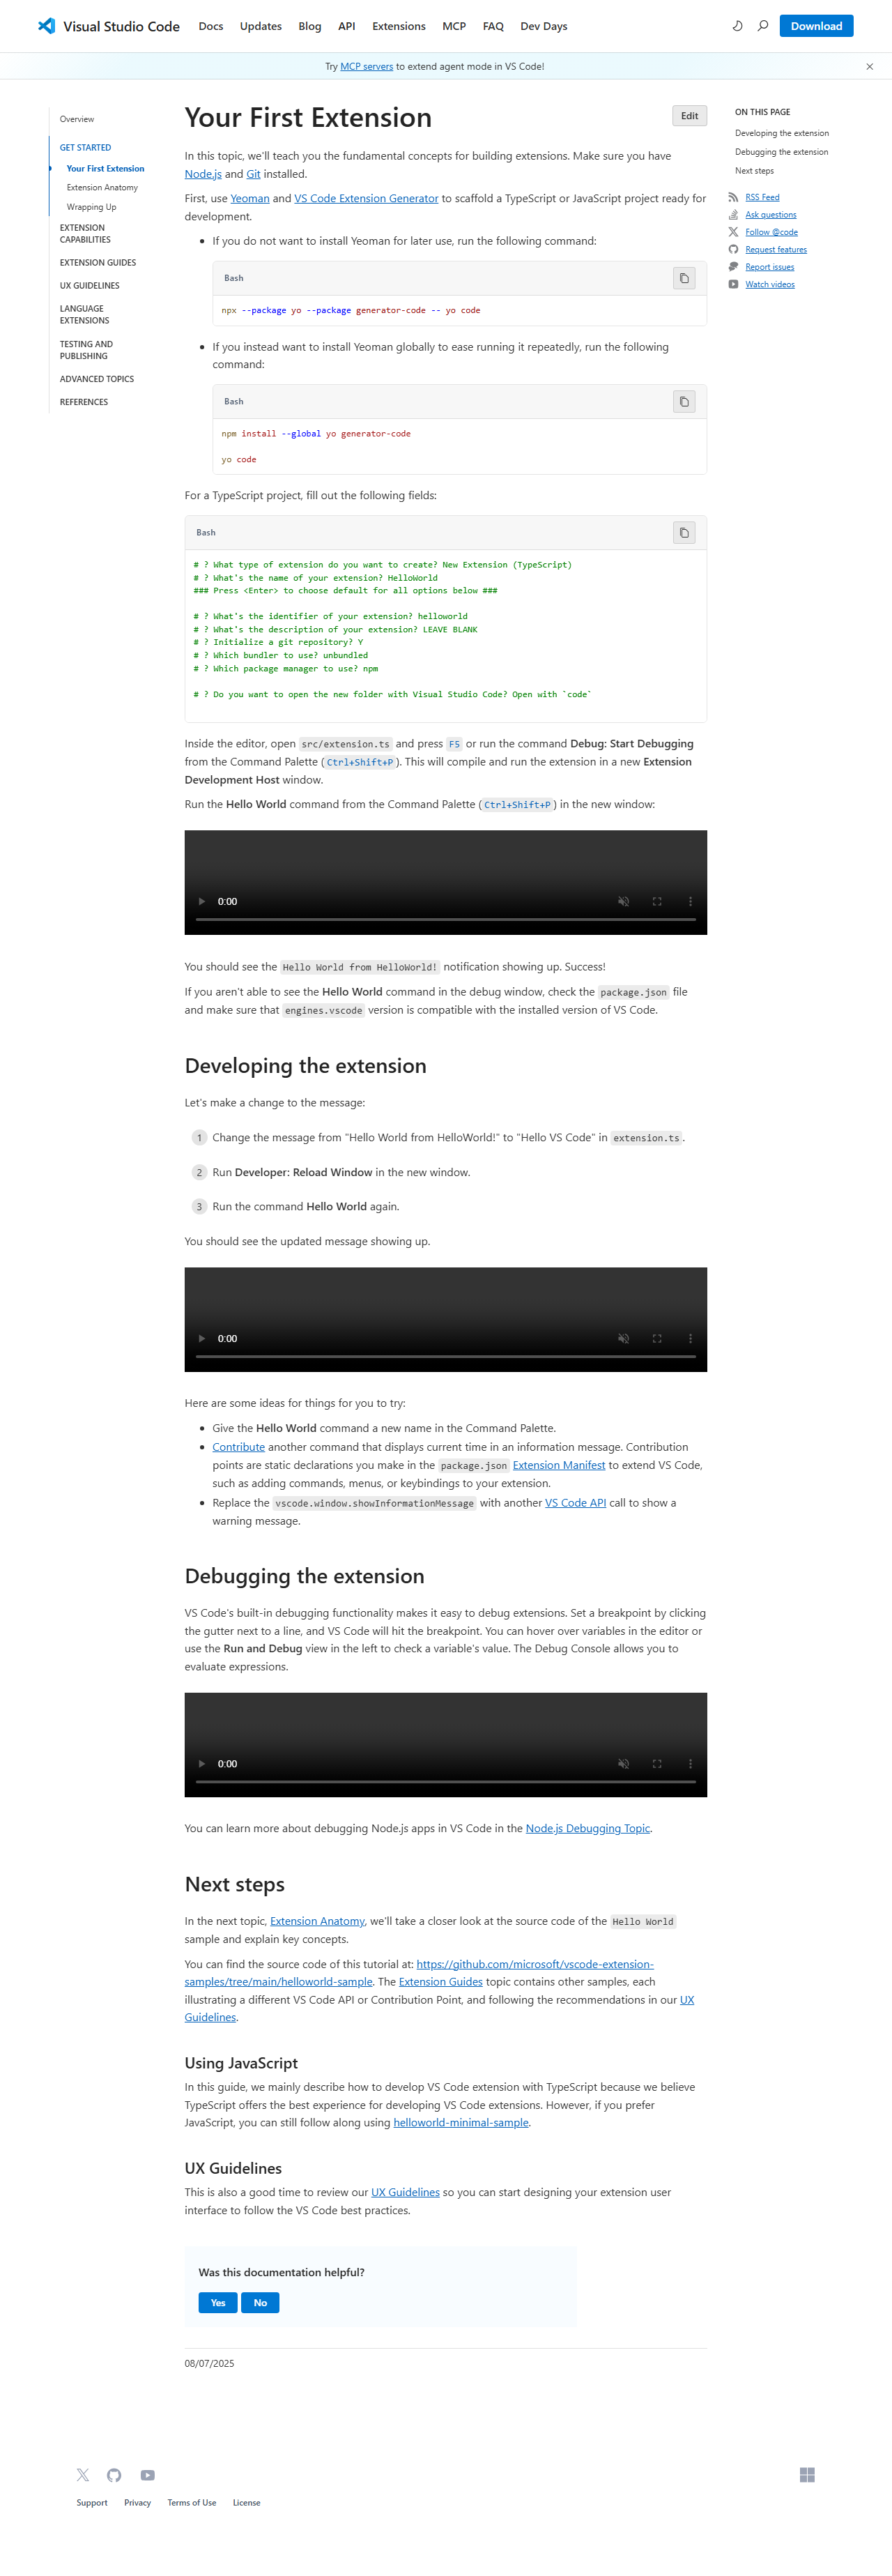 Visual Studio Code Docs Updates Blog API Extensions MCP FAQ Dev Days Download
Try MCP servers to extend agent mode in VS Code!
Overview
GET STARTED
Your First Extension
Extension Anatomy
Wrapping Up
EXTENSION
CAPABILITIES
EXTENSION GUIDES
UX GUIDELINES
LANGUAGE
EXTENSIONS
TESTING AND
PUBLISHING
ADVANCED TOPICS
REFERENCES
Your First Extension
Edit
In this topic, we'll teach you the fundamental concepts for building extensions. Make sure you have
Node.js and Git installed.
First, use Yeoman and VS Code Extension Generator to scaffold a TypeScript or JavaScript project ready for
development.
If you do not want to install Yeoman for later use, run the following command:
Bash
npx --package yo --package generator-code -- yo code
If you instead want to install Yeoman globally to ease running it repeatedly, run the following
command:
Bash
npm install --global yo generator-code
yo code
For a TypeScript project, fill out the following fields:
Bash
# ? What type of extension do you want to create? New Extension (TypeScript)
# ? What's the name of your extension? HelloWorld
### Press <Enter> to choose default for all options below ###
# ? What's the identifier of your extension? helloworld
# ? What's the description of your extension? LEAVE BLANK
# ? Initialize a git repository? Y
# ? Which bundler to use? unbundled
# ? Which package manager to use? npm
# ? Do you want to open the new folder with Visual Studio Code? Open with `code`
Inside the editor, open src/extension.ts and press F5 or run the command Debug: Start Debugging
from the Command Palette (Ctrl+Shift+P). This will compile and run the extension in a new Extension
Development Host window.
Run the Hello World command from the Command Palette (Ctrl+Shift+P) in the new window:
0:00
You should see the Hello World from HelloWorld! notification showing up. Success!
If you aren't able to see the Hello World command in the debug window, check the package.json file
and make sure that engines.vscode version is compatible with the installed version of VS Code.
Developing the extension
Let's make a change to the message:
1 Change the message from "Hello World from HelloWorld!" to "Hello VS Code" in extension.ts.
2 Run Developer: Reload Window in the new window.
3 Run the command Hello World again.
You should see the updated message showing up.
0:00
Here are some ideas for things for you to try:
Give the Hello World command a new name in the Command Palette.
Contribute another command that displays current time in an information message. Contribution
points are static declarations you make in the package.json Extension Manifest to extend VS Code,
such as adding commands, menus, or keybindings to your extension.
Replace the vscode.window.showInformationMessage with another VS Code API call to show a
warning message.
Debugging the extension
VS Code's built-in debugging functionality makes it easy to debug extensions. Set a breakpoint by clicking
the gutter next to a line, and VS Code will hit the breakpoint. You can hover over variables in the editor or
use the Run and Debug view in the left to check a variable's value. The Debug Console allows you to
evaluate expressions.
0:00
You can learn more about debugging Node.js apps in VS Code in the Node.js Debugging Topic.
Next steps
In the next topic, Extension Anatomy, we'll take a closer look at the source code of the Hello World
sample and explain key concepts.
You can find the source code of this tutorial at: https://github.com/microsoft/vscode-extension-
samples/tree/main/helloworld-sample. The Extension Guides topic contains other samples, each
illustrating a different VS Code API or Contribution Point, and following the recommendations in our UX
Guidelines.
Using JavaScript
In this guide, we mainly describe how to develop VS Code extension with TypeScript because we believe
TypeScript offers the best experience for developing VS Code extensions. However, if you prefer
JavaScript, you can still follow along using helloworld-minimal-sample.
UX Guidelines
This is also a good time to review our UX Guidelines so you can start designing your extension user
interface to follow the VS Code best practices.
Was this documentation helpful?
Yes No
08/07/2025
ON THIS PAGE
Developing the extension
Debugging the extension
Next steps
RSS Feed
Ask questions
Follow @code
Request features
Report issues
Watch videos
Support Privacy Terms of Use License